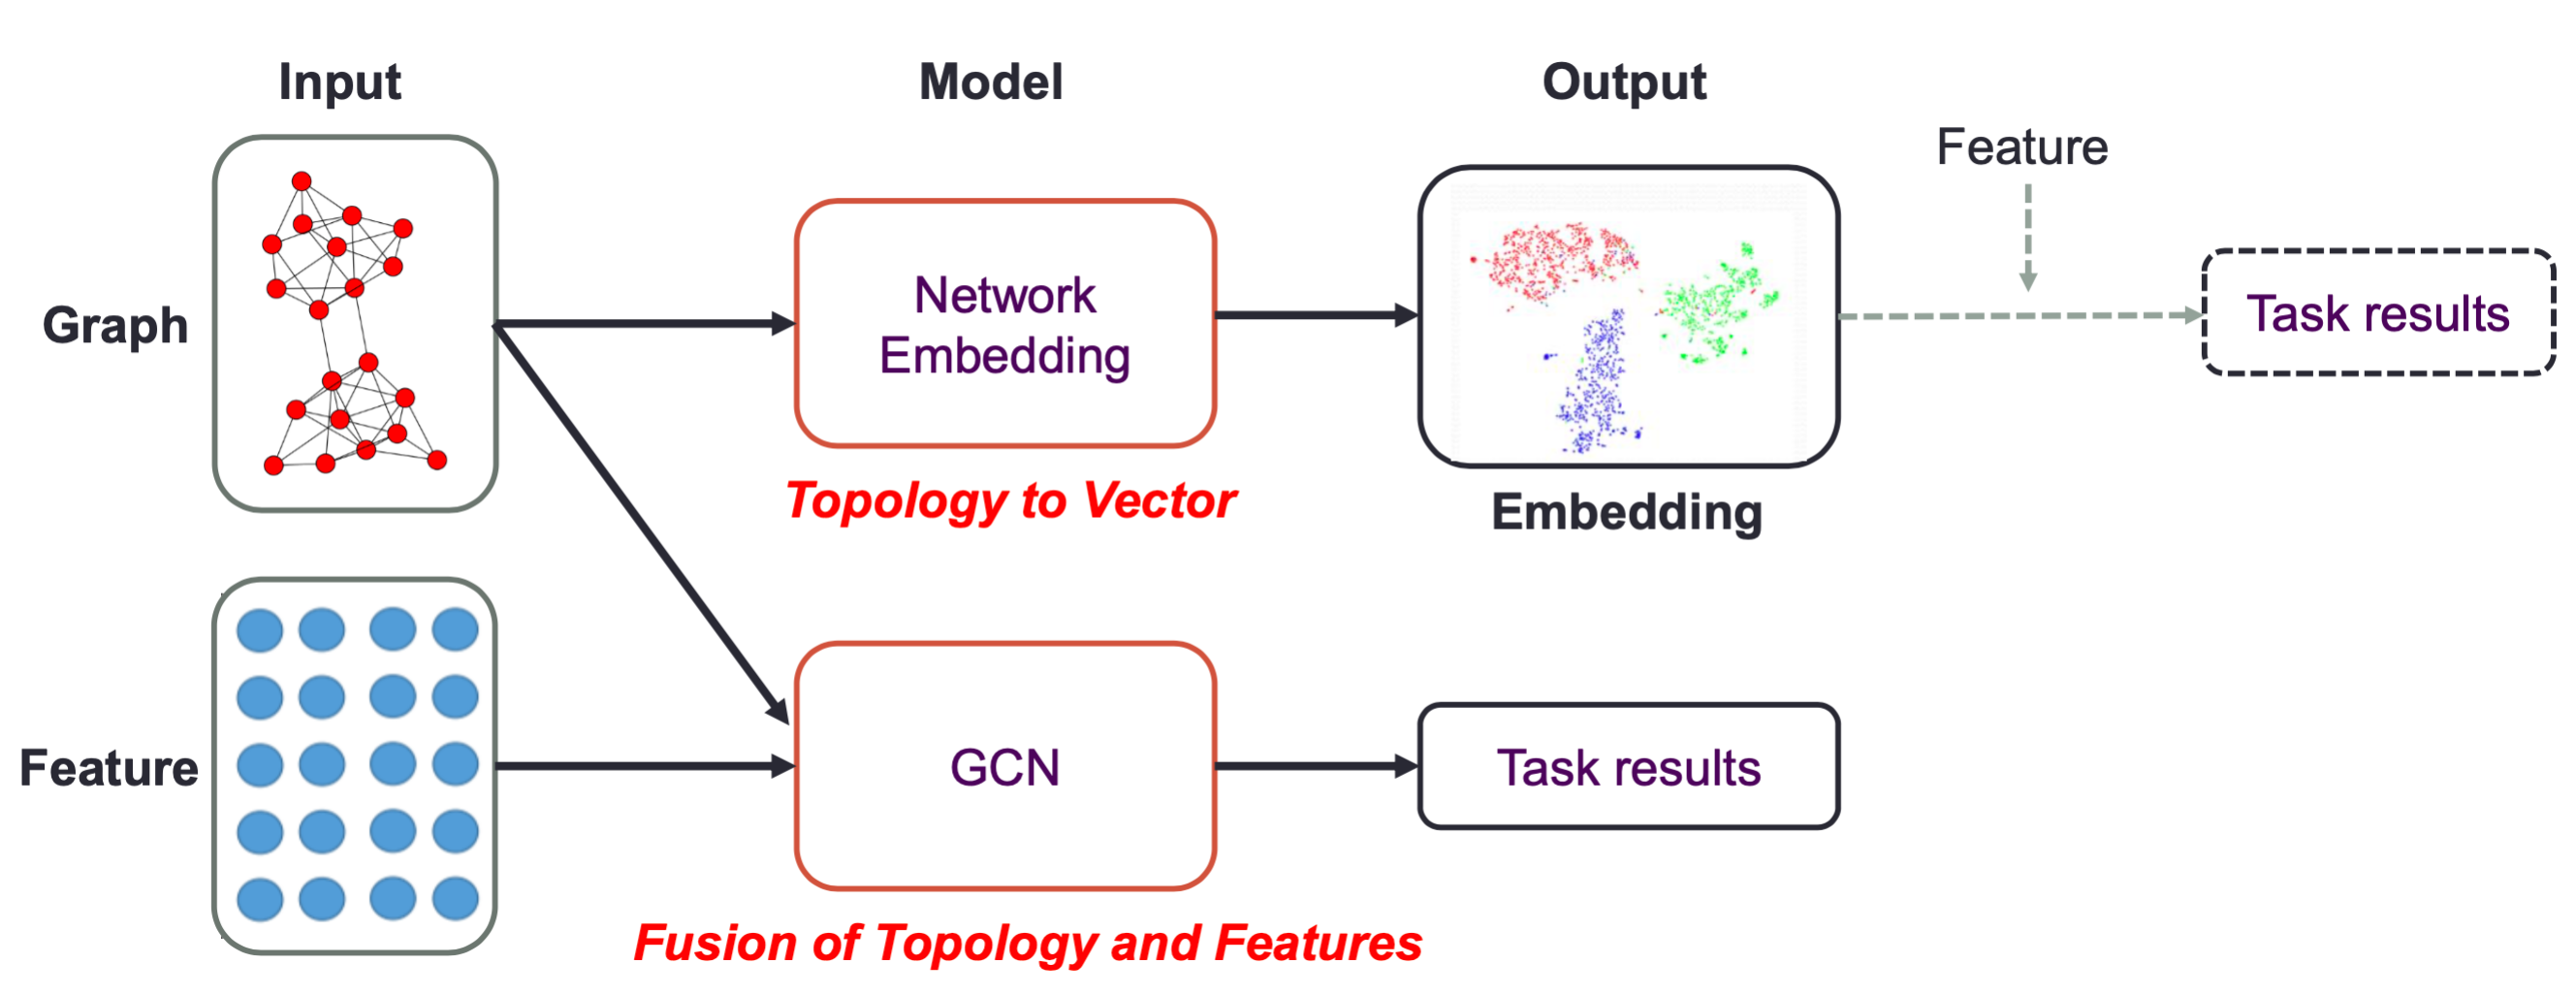 Input
Model
Output
Feature
Graph
Network
Embedding
Task results
Topology to Vector
Embedding
Feature
GCN
Task results
Fusion of Topology and Features